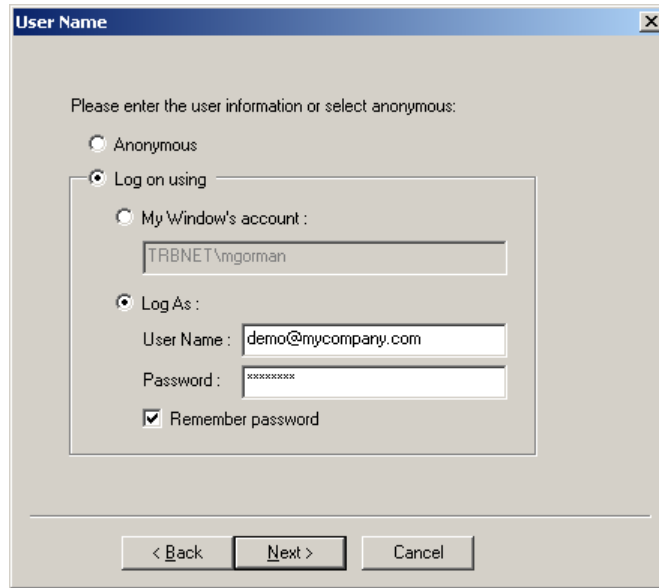 User Name
Please enter the user information or select anonymous:
Anonymous
Log on using
My Window's account :
TRBNET\mgorman
Log As :
User Name : demo@mycompany.com
Password : ********
Remember password
< Back Next > Cancel